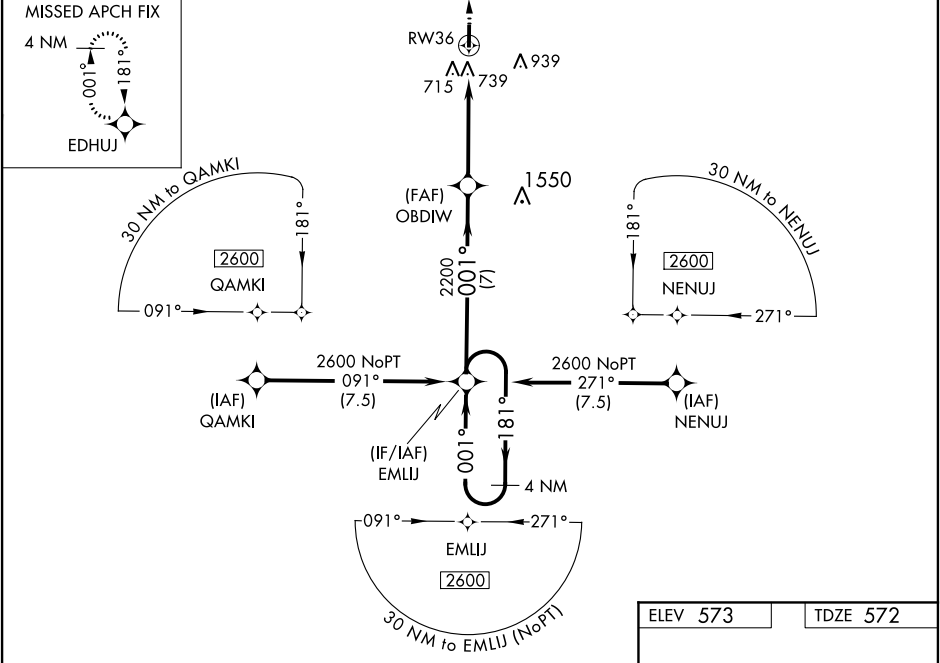 MISSED APCH FIX
4 NM
001°
181°
EDHUJ
RW36
715
739
939
(FAF)
OBDIW
1550
30 NM to QAMKI
181°
2600
QAMKI
091°
30 NM to NENUJ
181°
2600
NENUJ
271°
2200
001°
(7)
2600 NoPT
091°
(7.5)
(IAF)
QAMKI
2600 NoPT
271°
(7.5)
(IAF)
NENUJ
(IF/IAF)
EMLIJ
001°
181°
4 NM
091°
271°
EMLIJ
2600
30 NM to EMLIJ (NoPT)
ELEV 573
TDZE 572